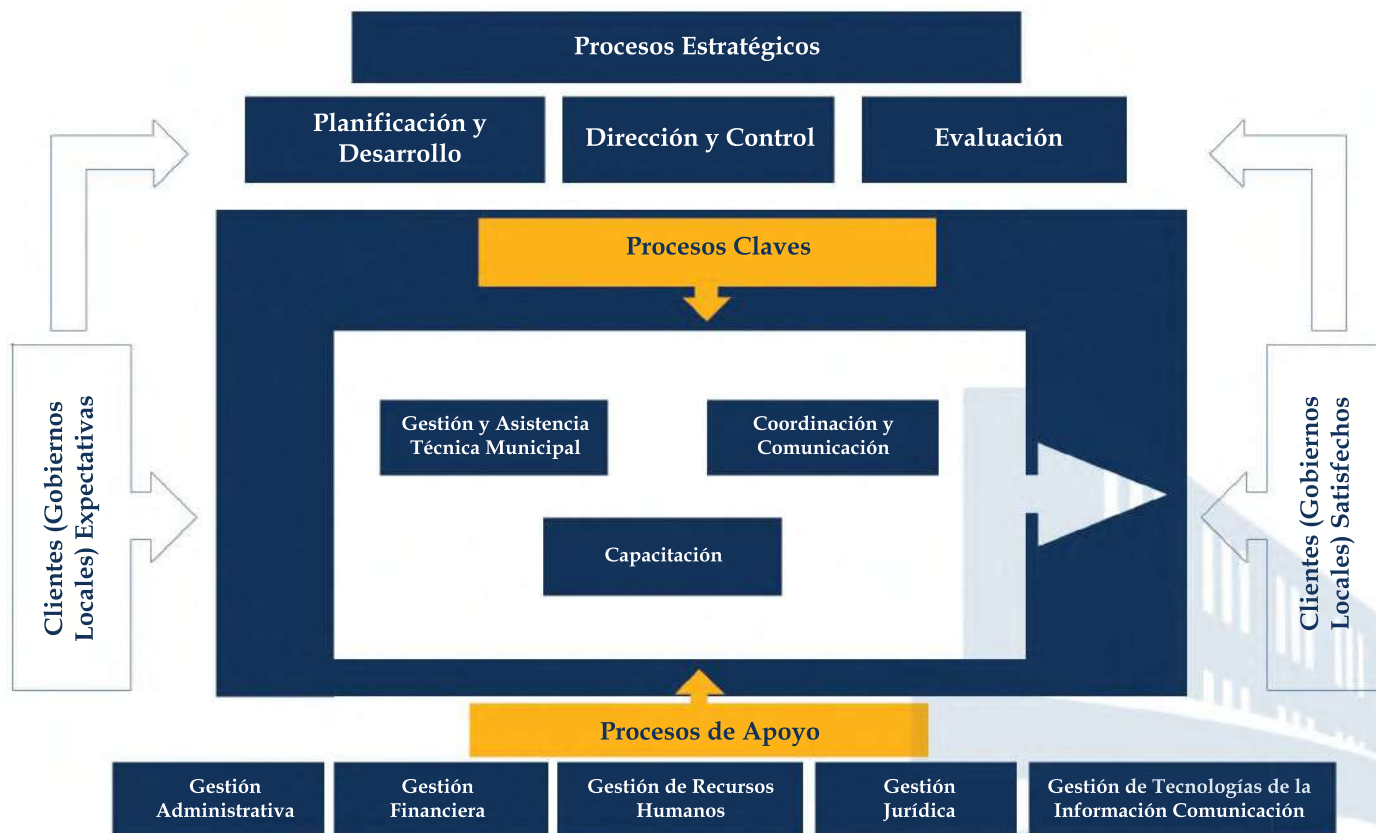 Procesos Estratégicos
Planificación y
Desarrollo
Dirección y Control
Evaluación
Procesos Claves
Clientes (Gobiernos
Locales) Expectativas
Gestión y Asistencia
Técnica Municipal
Coordinación y
Comunicación
Capacitación
Clientes (Gobiernos
Locales) Satisfechos
Procesos de Apoyo
Gestión
Administrativa
Gestión
Financiera
Gestión de Recursos
Humanos
Gestión
Jurídica
Gestión de Tecnologías de la
Información Comunicación